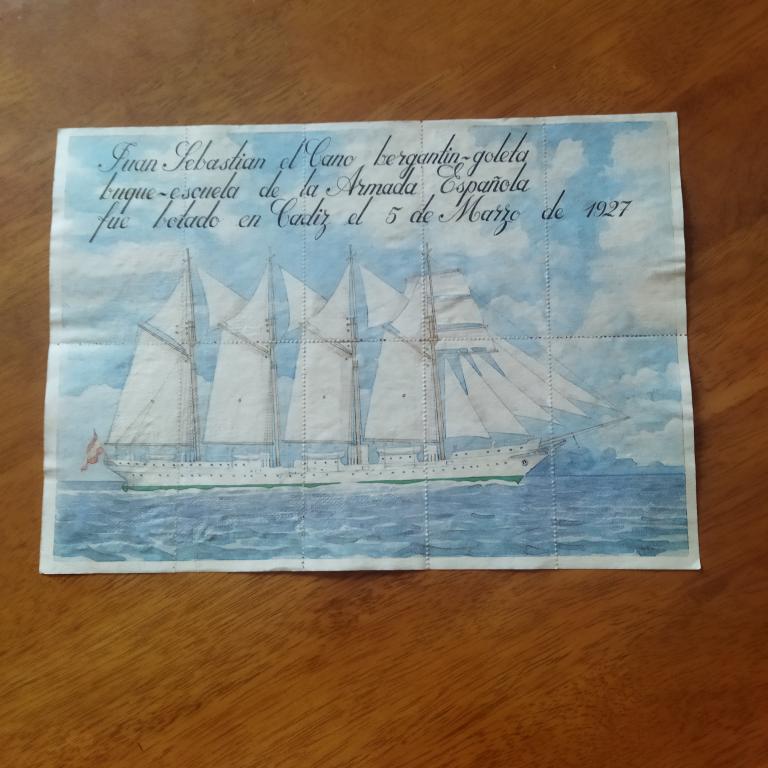 Juan Sebastian el Cano bergantin-goleta
buque-escuela de la Armada Española
fue botado en Cadiz el 5 de Marzo de 1927